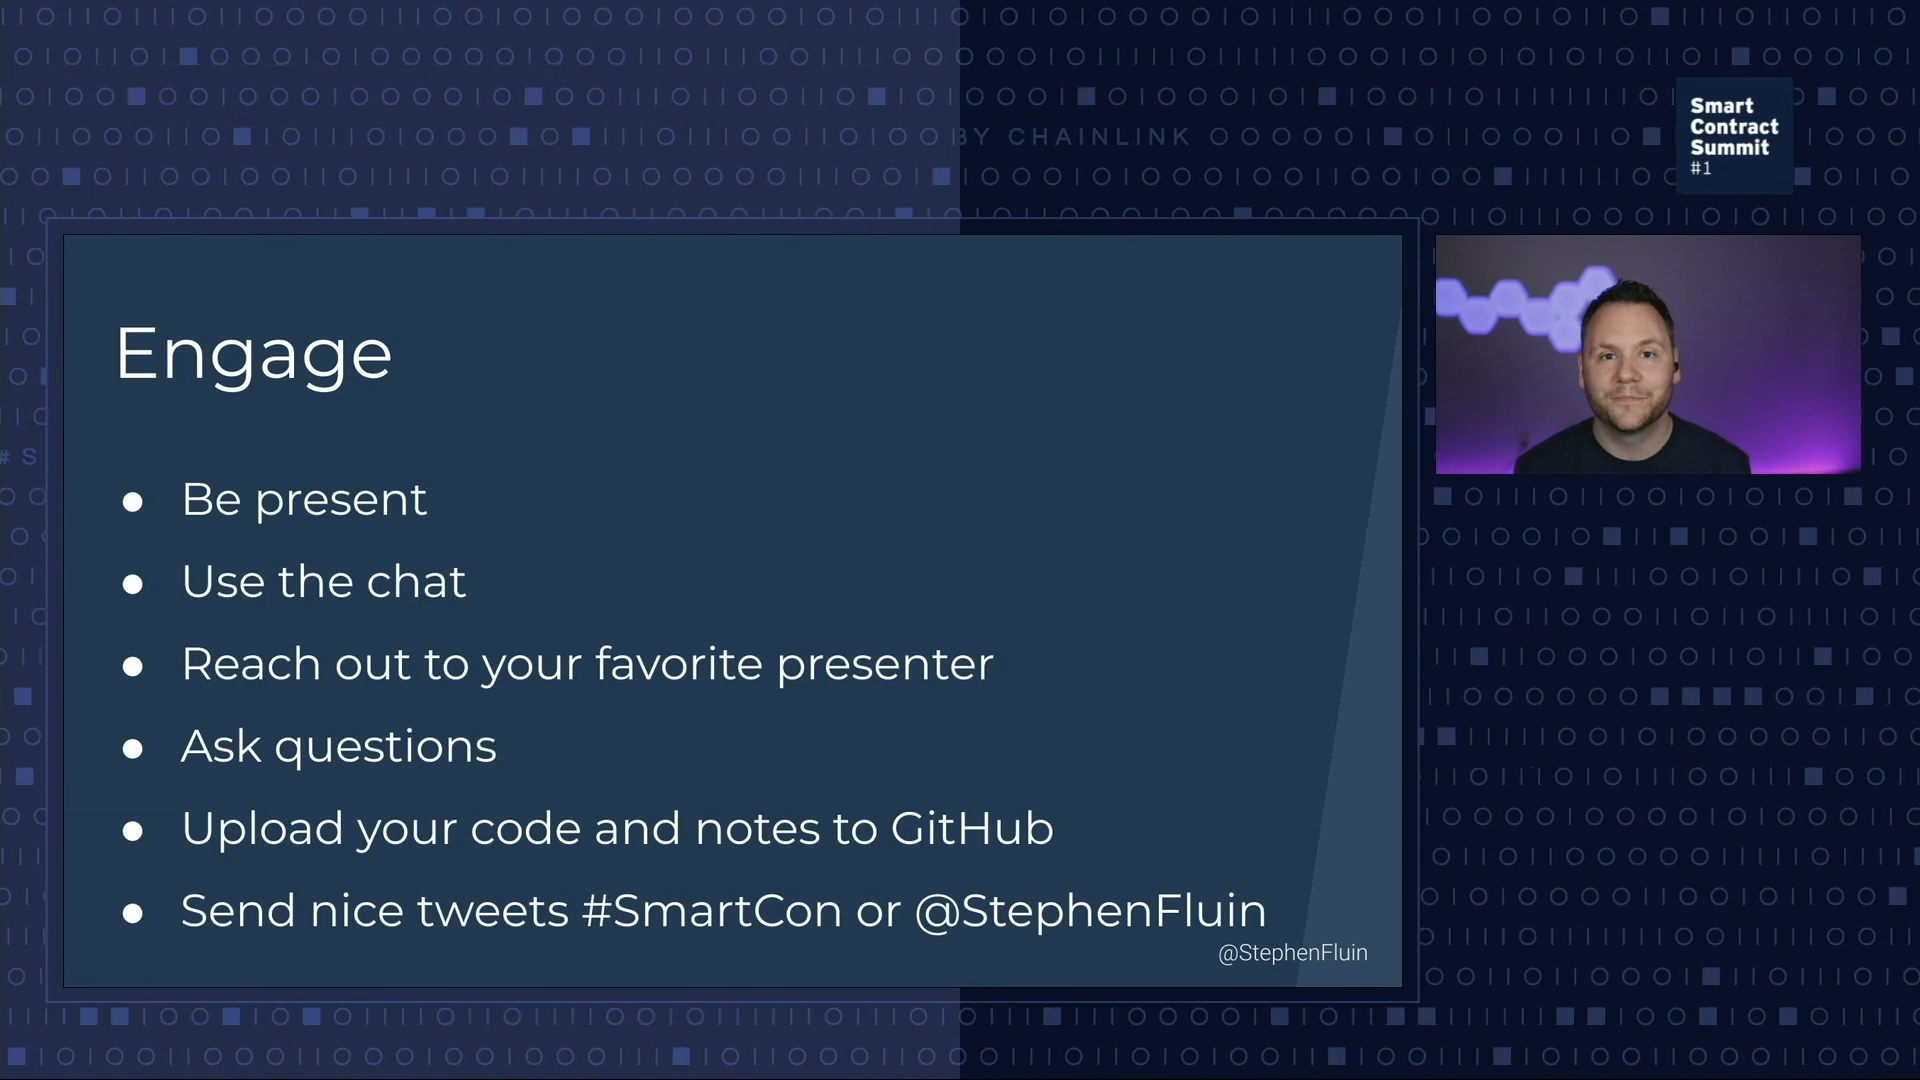 BY CHAINLINK
Smart
Contract
Summit
#1
Engage
Be present
Use the chat
Reach out to your favorite presenter
Ask questions
Upload your code and notes to GitHub
Send nice tweets #SmartCon or @StephenFluin
@StephenFluin